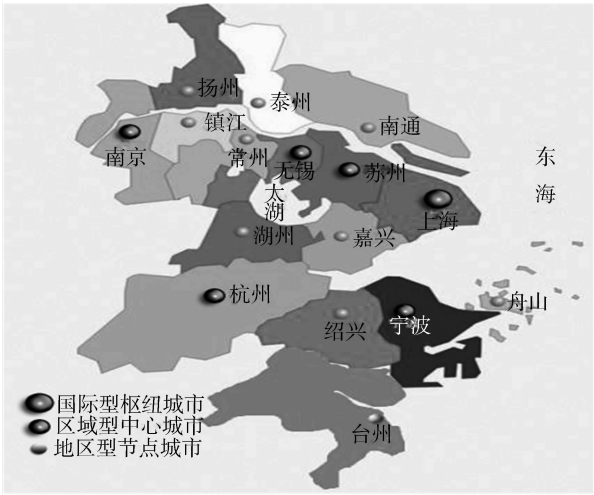 扬州
泰州
镇江
南通
南京
常州
无锡
苏州
东海
太湖
上海
湖州
嘉兴
杭州
舟山
绍兴
宁波
台州
国际型枢纽城市
区域型中心城市
地区型节点城市